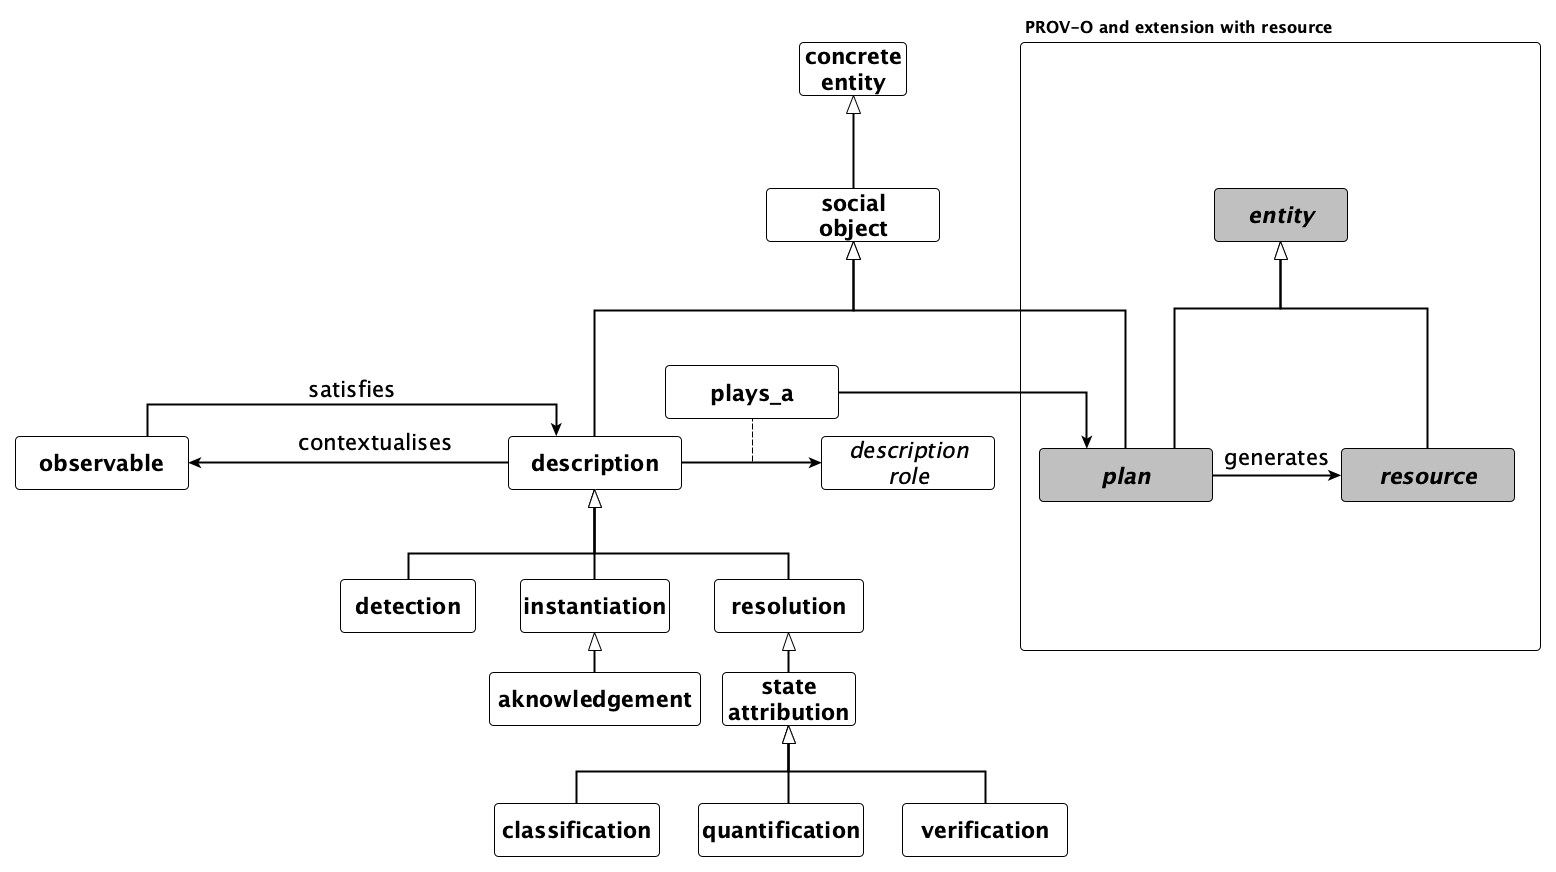 PROV-O and extension with resource
concrete
entity
social
object
entity
satisfies
plays_a
contextualises
observable
description
description
role
generates
plan
resource
detection
instantiation
resolution
aknowledgement
state
attribution
classification
quantification
verification